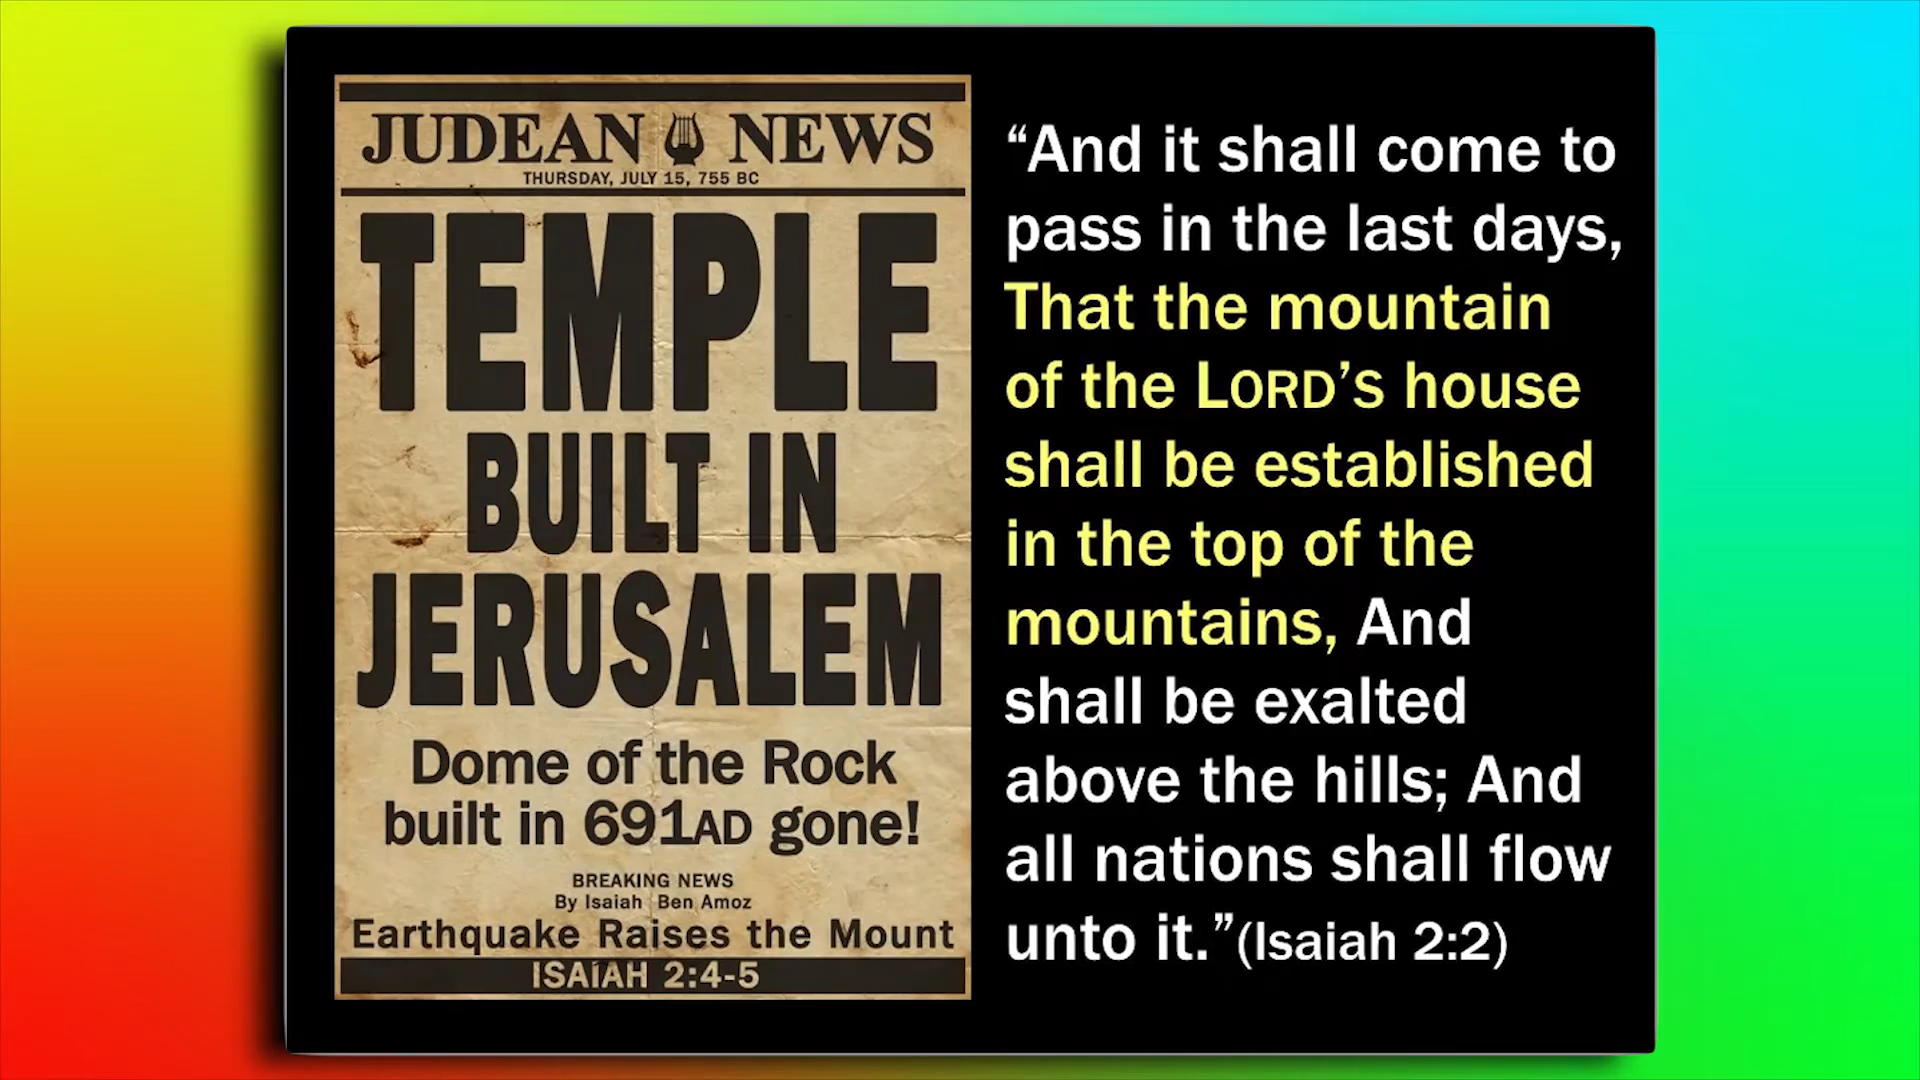 JUDEAN NEWS
THURSDAY, JULY 15, 755 BC
TEMPLE
BUILT IN
JERUSALEM
Dome of the Rock
built in 691AD gone!
BREAKING NEWS
By Isaiah Ben Amoz
Earthquake Raises the Mount
ISAIAH 2:4-5
“And it shall come to
pass in the last days,
That the mountain
of the LORD’S house
shall be established
in the top of the
mountains, And
shall be exalted
above the hills; And
all nations shall flow
unto it.”(Isaiah 2:2)